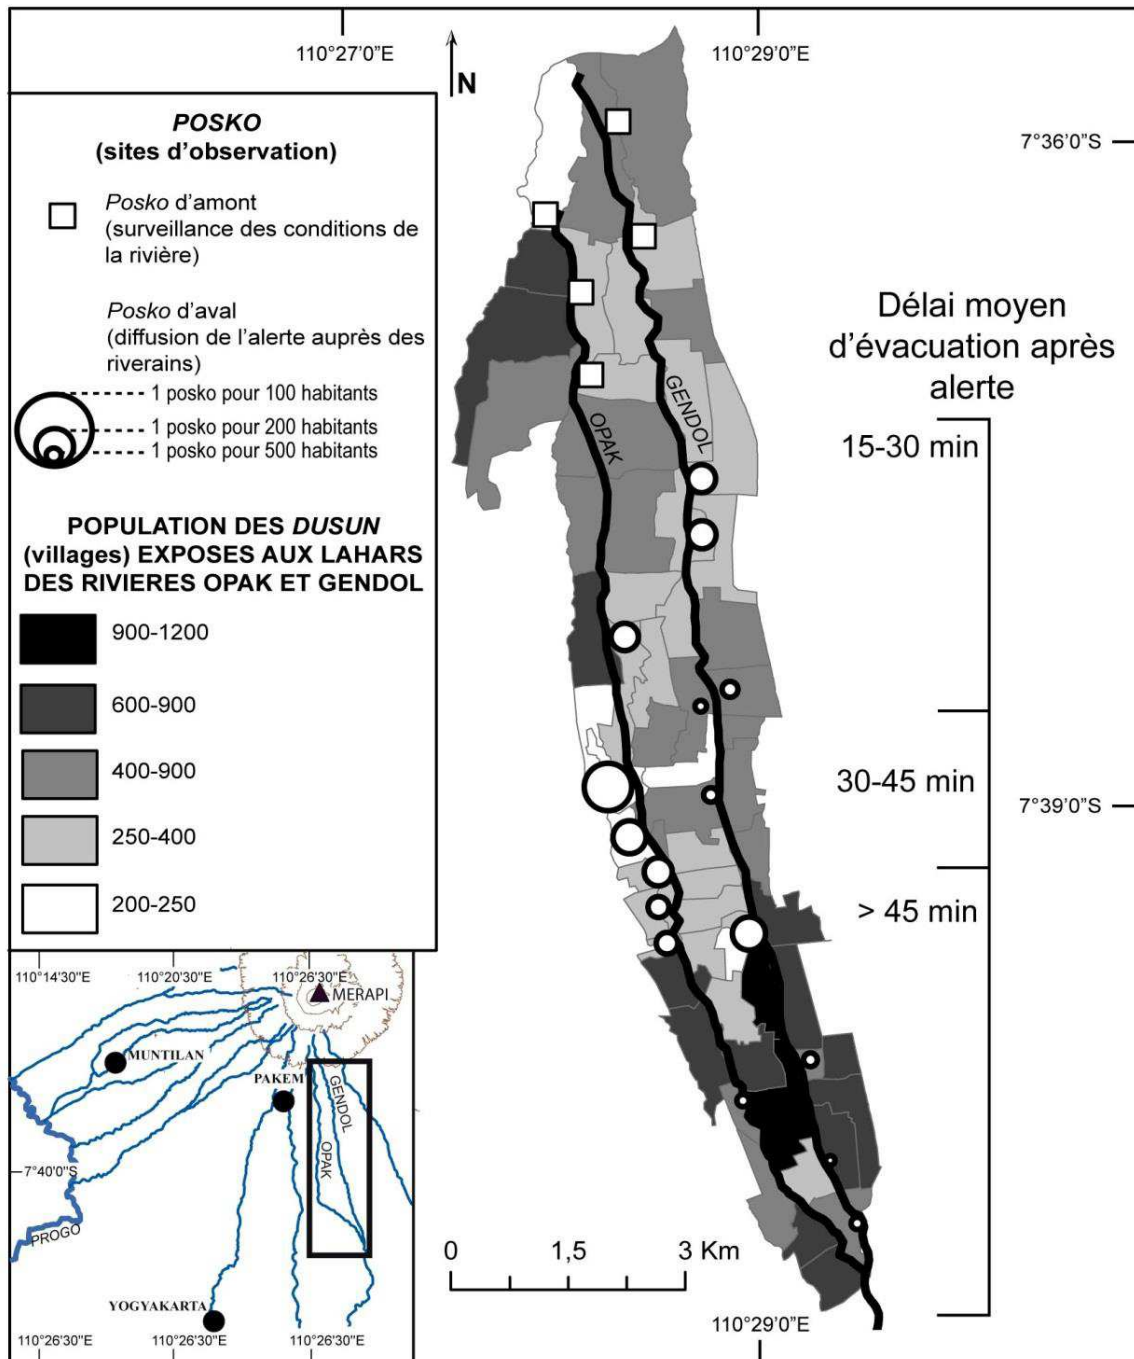 110°27'0"E
110°29'0"E
N
7°36'0"S
POSKO
(sites d'observation)
Posko d'amont
(surveillance des conditions de
la rivière)
Posko d'aval
(diffusion de l'alerte auprès des
riverains)
1 posko pour 100 habitants
1 posko pour 200 habitants
1 posko pour 500 habitants
POPULATION DES DUSUN
(villages) EXPOSES AUX LAHARS
DES RIVIERES OPAK ET GENDOL
900-1200
600-900
400-900
250-400
200-250
Délai moyen
d'évacuation après
alerte
15-30 min
30-45 min
> 45 min
GENDOL
OPAK
7°39'0"S
110°14'30"E
110°20'30"E
110°26'30"E
MERAPI
MUNTILAN
PAKEM
GENDOL
OPAK
7°40'0"S
PROGO
YOGYAKARTA
110°26'30"E
110°26'30"E
110°26'30"E
0
1,5
3 Km
110°29'0"E